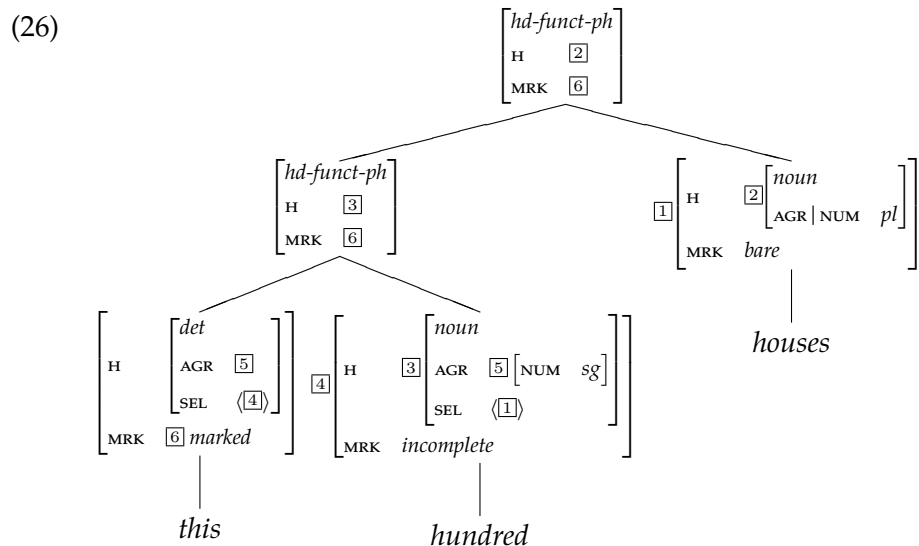 (26)
hd-funct-ph
H 2
MRK 6
hd-funct-ph
H 3
MRK 6
1 H 2 noun
AGR | NUM pl
MRK bare
houses
H det
AGR 5
SEL ⟨4⟩
MRK 6 marked
this
4 H 3 noun
AGR 5 [NUM sg]
SEL ⟨1⟩
MRK incomplete
hundred